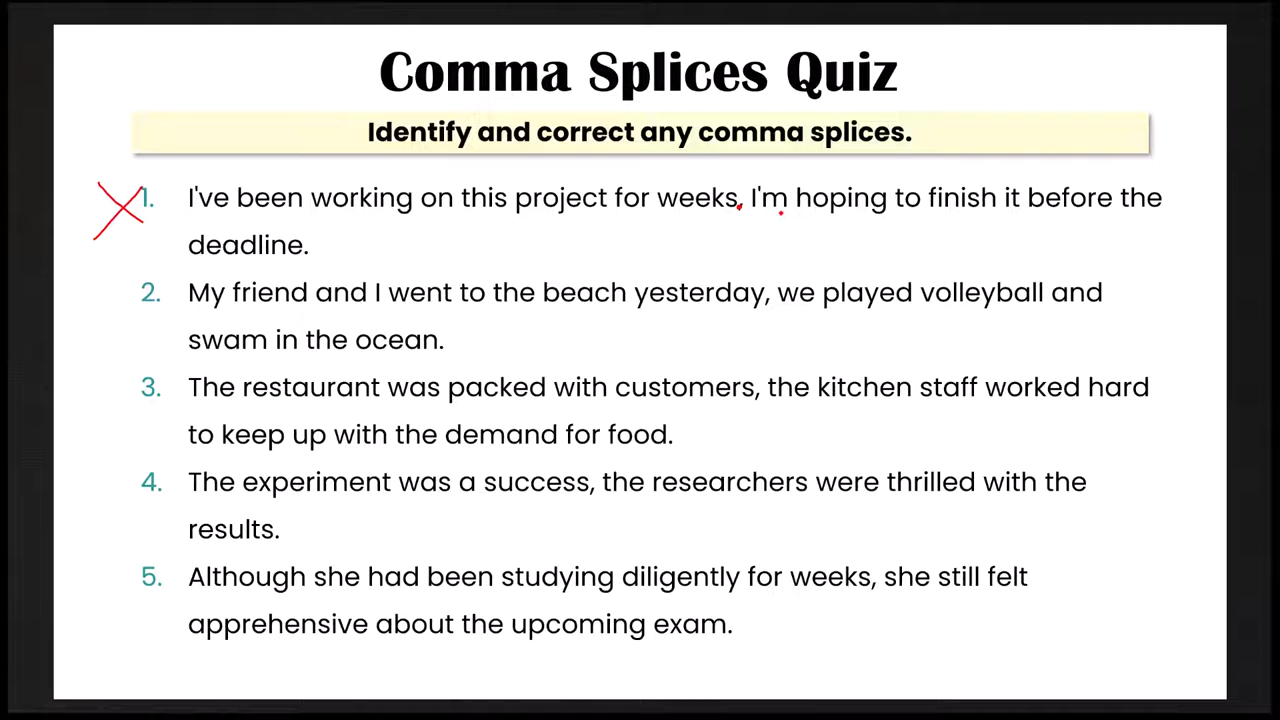 Comma Splices Quiz
Identify and correct any comma splices.
1. I've been working on this project for weeks, I'm hoping to finish it before the
deadline.
2. My friend and I went to the beach yesterday, we played volleyball and
swam in the ocean.
3. The restaurant was packed with customers, the kitchen staff worked hard
to keep up with the demand for food.
4. The experiment was a success, the researchers were thrilled with the
results.
5. Although she had been studying diligently for weeks, she still felt
apprehensive about the upcoming exam.